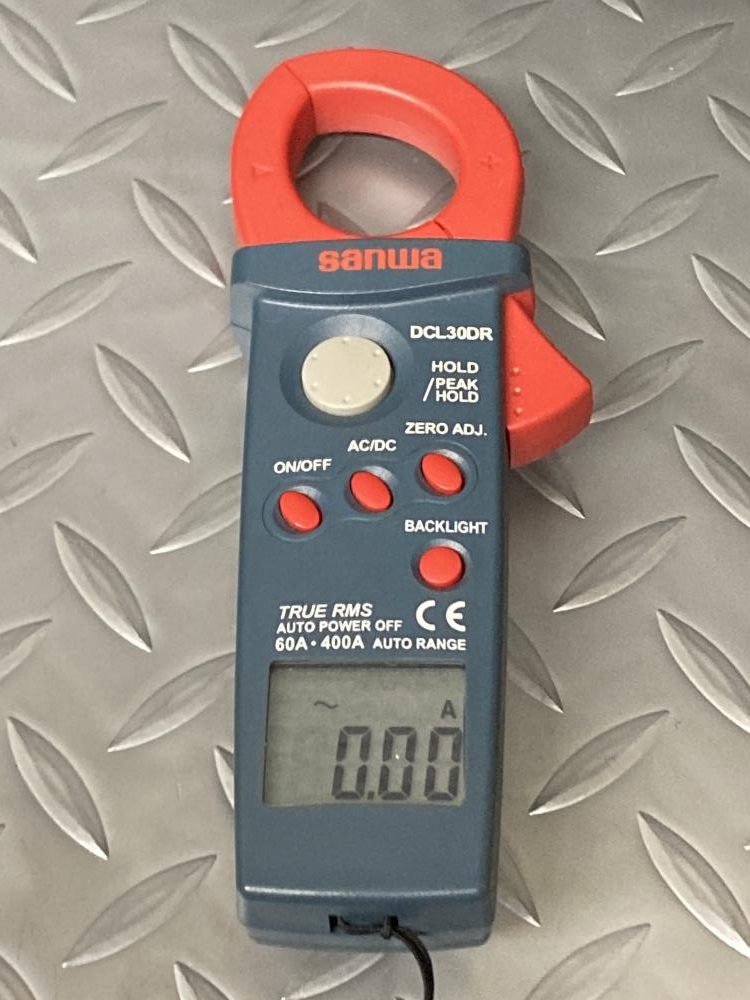 sanwa
DCL30DR
HOLD
/PEAK
HOLD
ZERO ADJ.
AC/DC
ON/OFF
BACKLIGHT
TRUE RMS
AUTO POWER OFF
CE
60A・400A AUTO RANGE
~ A
0.00